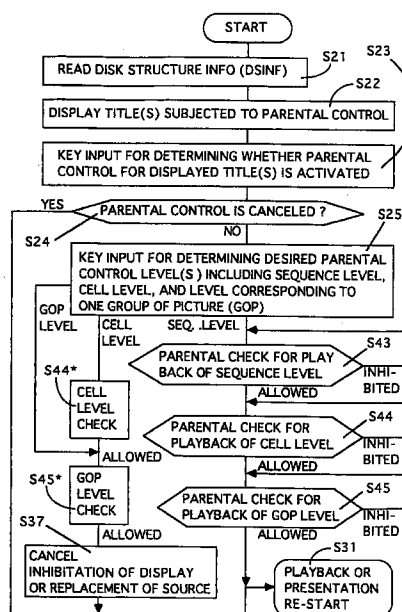 START
S21
S23
READ DISK STRUCTURE INFO (DSINF)
S22
DISPLAY TITLE(S) SUBJECTED TO PARENTAL CONTROL
KEY INPUT FOR DETERMINING WHETHER PARENTAL
CONTROL FOR DISPLAYED TITLE(S) IS ACTIVATED
YES
PARENTAL CONTROL IS CANCELED ?
S25
S24
NO
KEY INPUT FOR DETERMINING DESIRED PARENTAL
CONTROL LEVEL(S) INCLUDING SEQUENCE LEVEL,
CELL LEVEL, AND LEVEL CORRESPONDING TO
ONE GROUP OF PICTURE (GOP)
GOP
LEVEL
CELL
LEVEL
SEQ. LEVEL
S43
PARENTAL CHECK FOR PLAY
BACK OF SEQUENCE LEVEL
INHI-
BITED
S44*
ALLOWED
CELL
LEVEL
CHECK
S44
PARENTAL CHECK FOR
PLAYBACK OF CELL LEVEL
INHI-
BITED
ALLOWED
ALLOWED
S45*
GOP
LEVEL
CHECK
S45
PARENTAL CHECK FOR
PLAYBACK OF GOP LEVEL
INHI-
BITED
S37
ALLOWED
ALLOWED
S31
CANCEL
INHIBITATION OF DISPLAY
OR REPLACEMENT OF SOURCE
PLAYBACK OR
PRESENTATION
RE-START